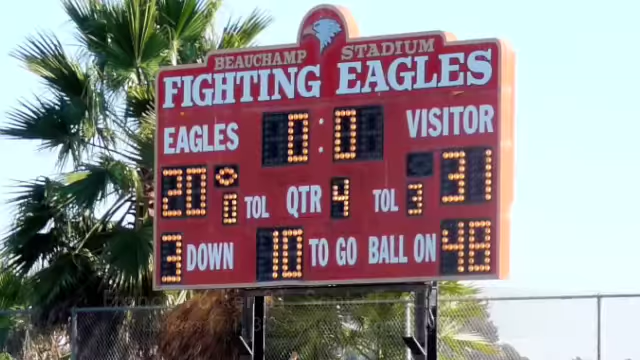 BEAUCHAMP STADIUM
FIGHTING EAGLES
EAGLES 0:0 VISITOR
20 0 TOL QTR 4 TOL 3 31
3 DOWN 10 TO GO BALL ON 48